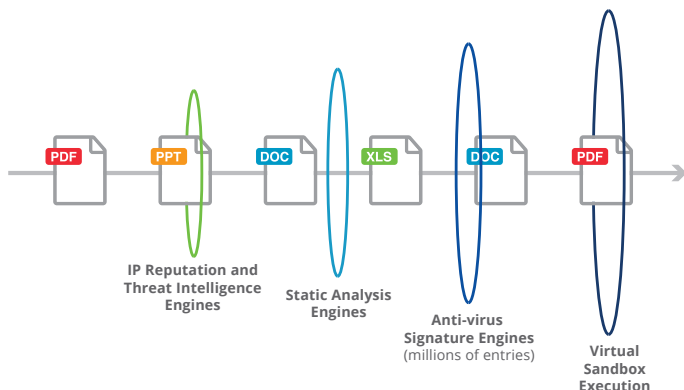 PDF
PPT
DOC
XLS
DOC
PDF
IP Reputation and
Threat Intelligence
Engines
Static Analysis
Engines
Anti-virus
Signature Engines
(millions of entries)
Virtual
Sandbox
Execution